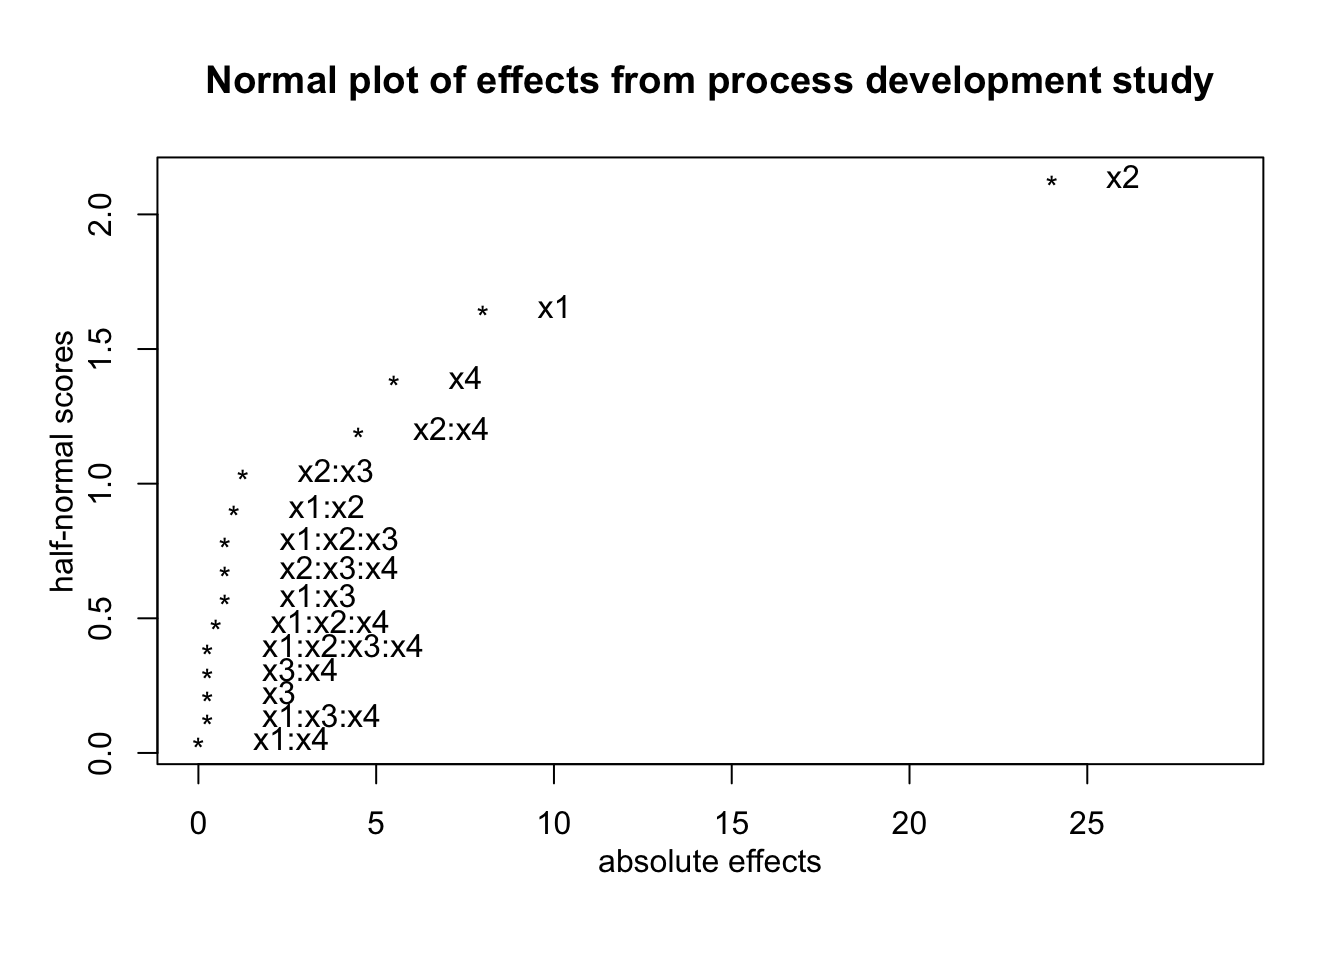 Normal plot of effects from process development study
half-normal scores
2.0
1.5
1.0
0.5
0.0
* x2
* x1
* x4
* x2:x4
* x2:x3
* x1:x2
* x1:x2:x3
* x2:x3:x4
* x1:x3
* x1:x2:x4
* x1:x2:x3:x4
* x3:x4
* x3
* x1:x3:x4
* x1:x4
0 5 10 15 20 25
absolute effects